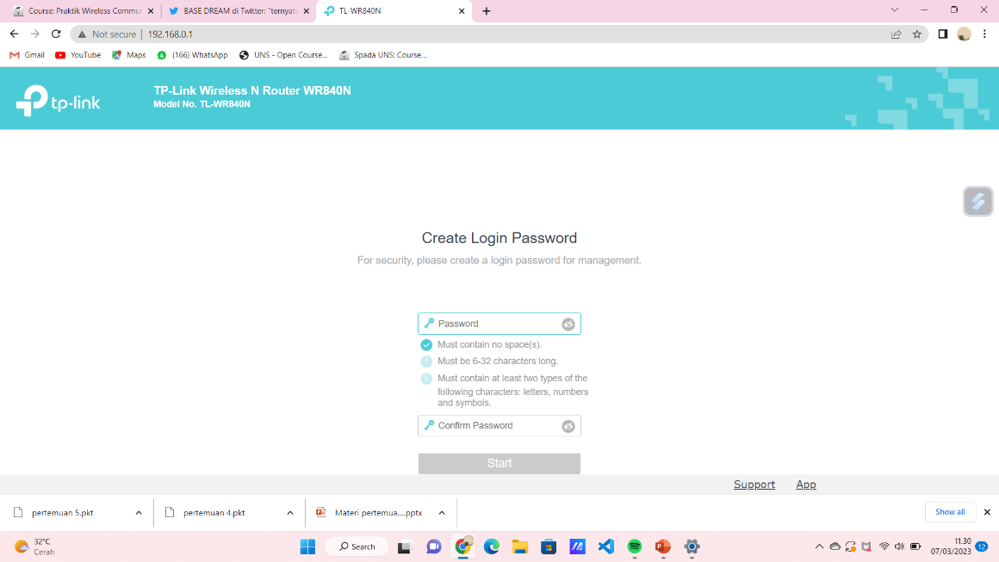 Course: Praktik Wireless Commu
BASE DREAM di Twitter: "ternyata
TL-WR840N
Not secure
192.168.0.1
Gmail
YouTube
Maps
(166) WhatsApp
UNS - Open Course...
Spada UNS: Course...
tp-link
TP-Link Wireless N Router WR840N
Model No. TL-WR840N
Create Login Password
For security, please create a login password for management.
Password
Must contain no space(s).
Must be 6-32 characters long.
Must contain at least two types of the
following characters: letters, numbers
and symbols.
Confirm Password
Start
Support
App
pertemuan 5.pkt
pertemuan 4.pkt
Materi pertemua....pptx
Show all
32°C
Cerah
Search
11.30
07/03/2023
12